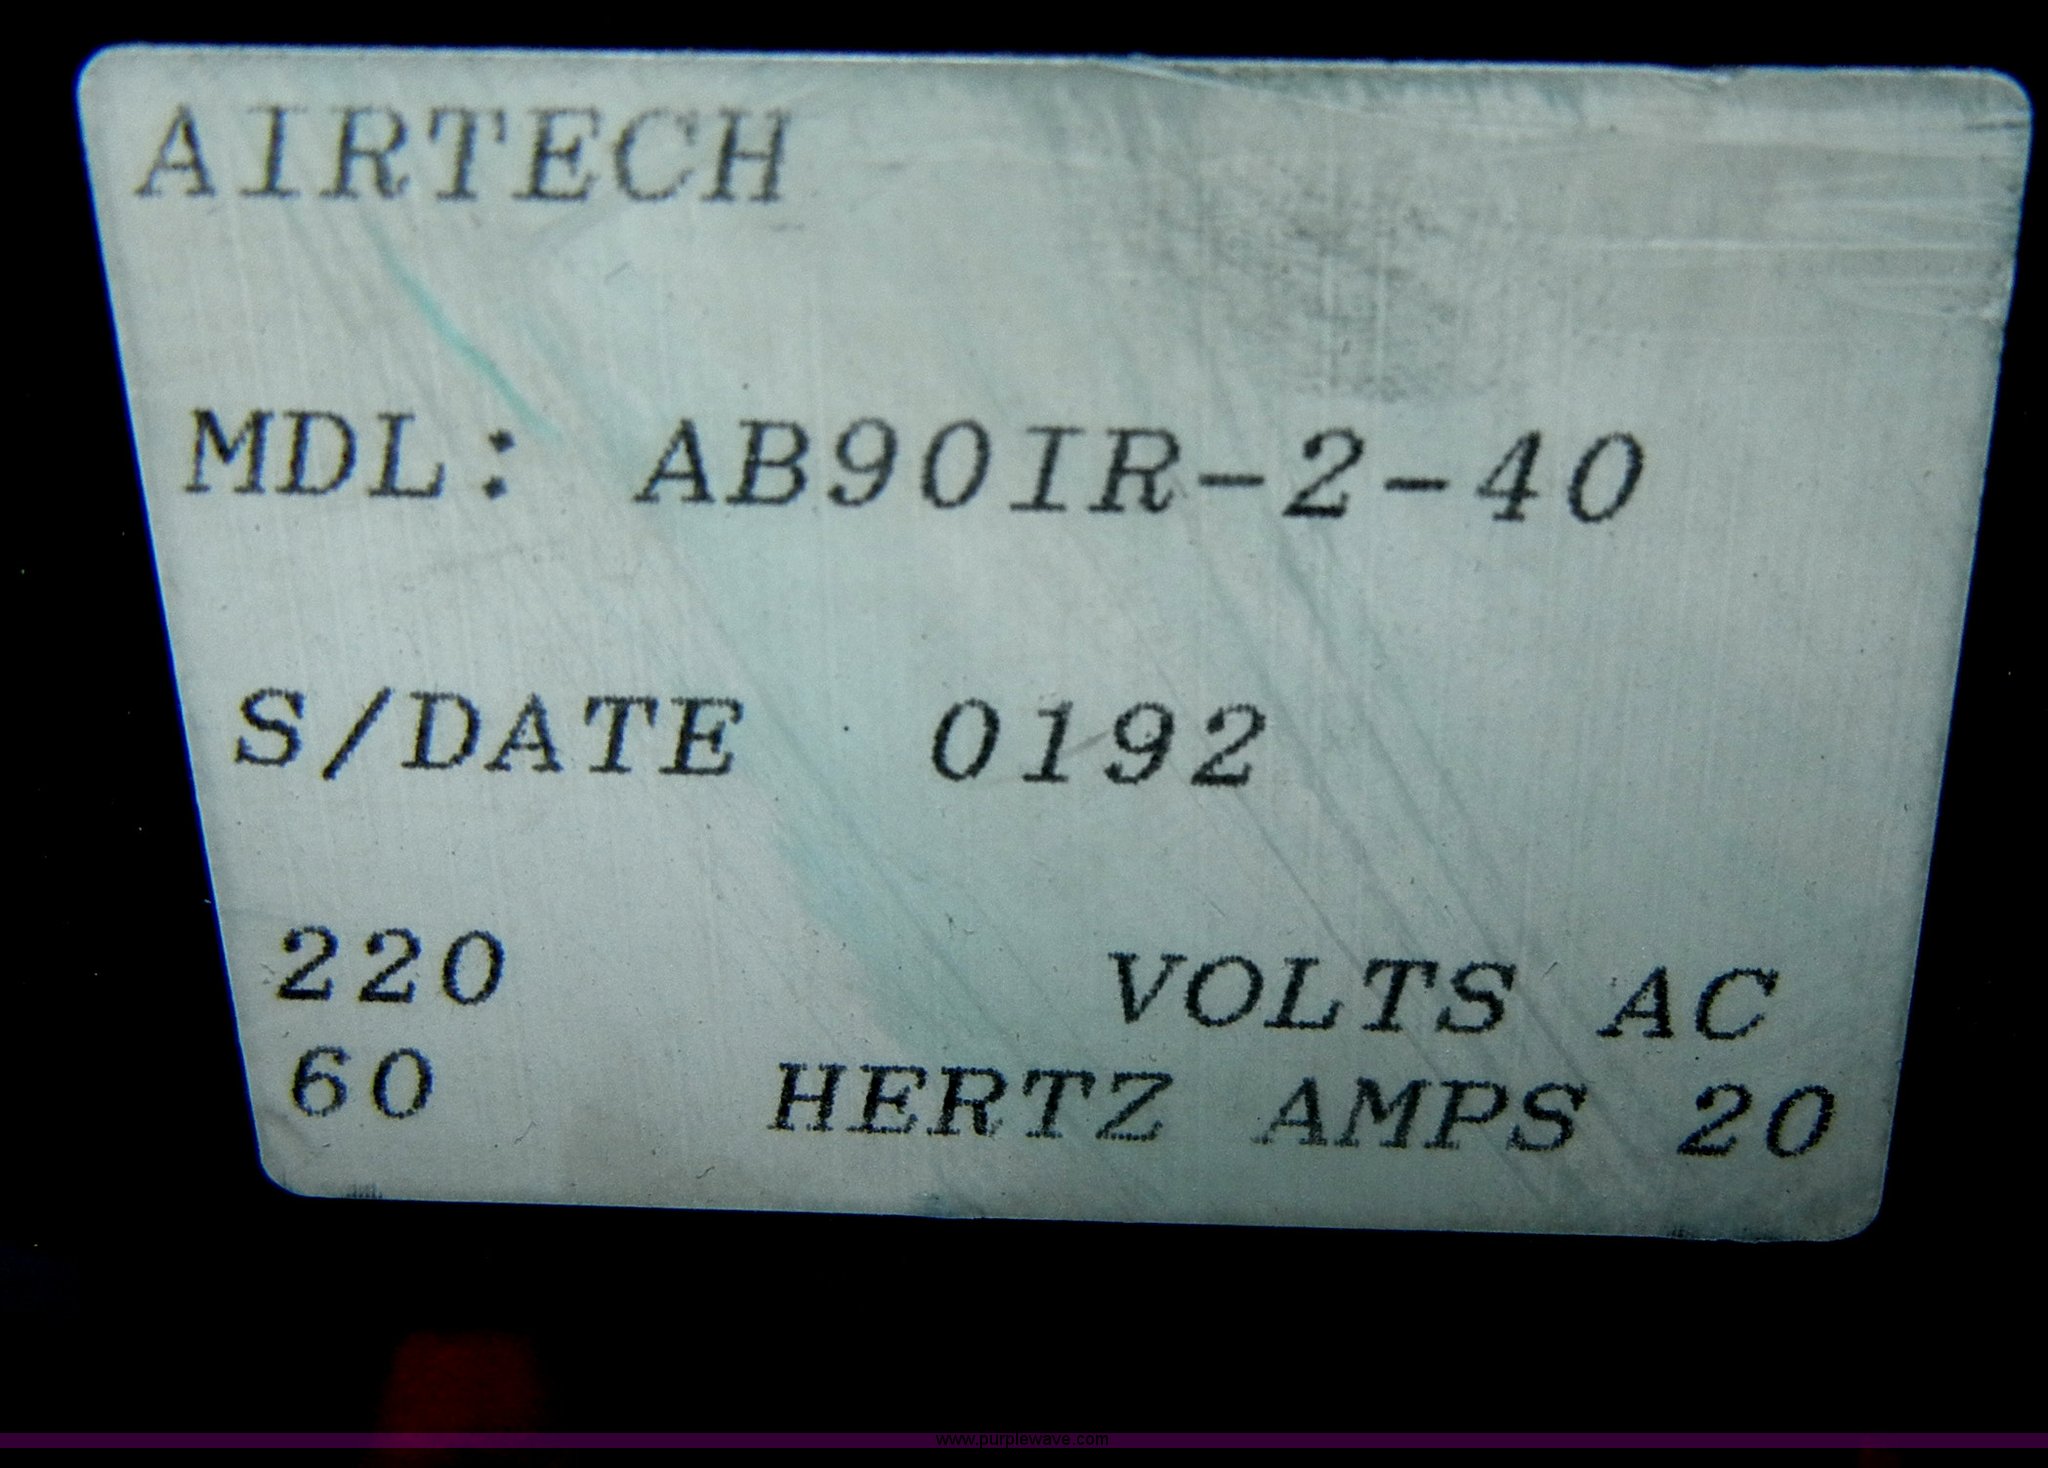 AIRTECH
MDL: AB90IR-2-40
S/DATE 0192
220 VOLTS AC
60 HERTZ AMPS 20
www.purplewave.com